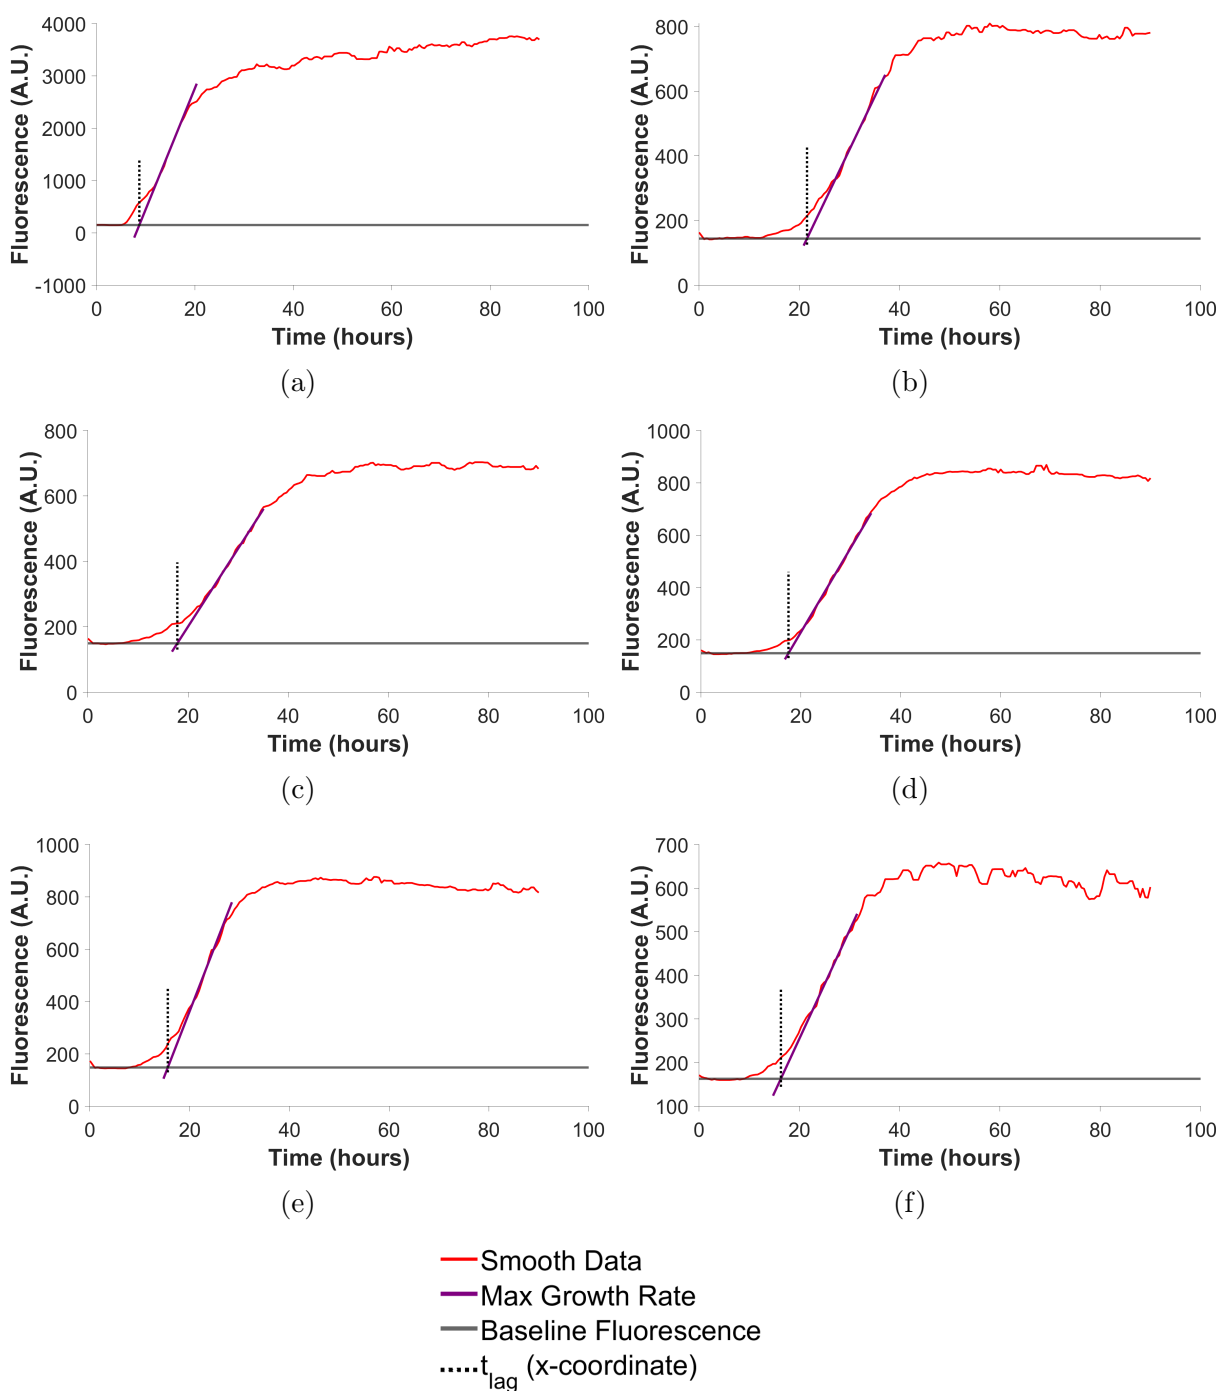 4000
3000
2000
1000
0
-1000
Fluorescence (A.U.)
0 20 40 60 80 100
Time (hours)
(a)
800
600
400
200
0
Fluorescence (A.U.)
0 20 40 60 80 100
Time (hours)
(b)
800
600
400
200
0
Fluorescence (A.U.)
0 20 40 60 80 100
Time (hours)
(c)
1000
800
600
400
200
0
Fluorescence (A.U.)
0 20 40 60 80 100
Time (hours)
(d)
1000
800
600
400
200
0
Fluorescence (A.U.)
0 20 40 60 80 100
Time (hours)
(e)
700
600
500
400
300
200
100
Fluorescence (A.U.)
0 20 40 60 80 100
Time (hours)
(f)
Smooth Data
Max Growth Rate
Baseline Fluorescence
t_lag (x-coordinate)